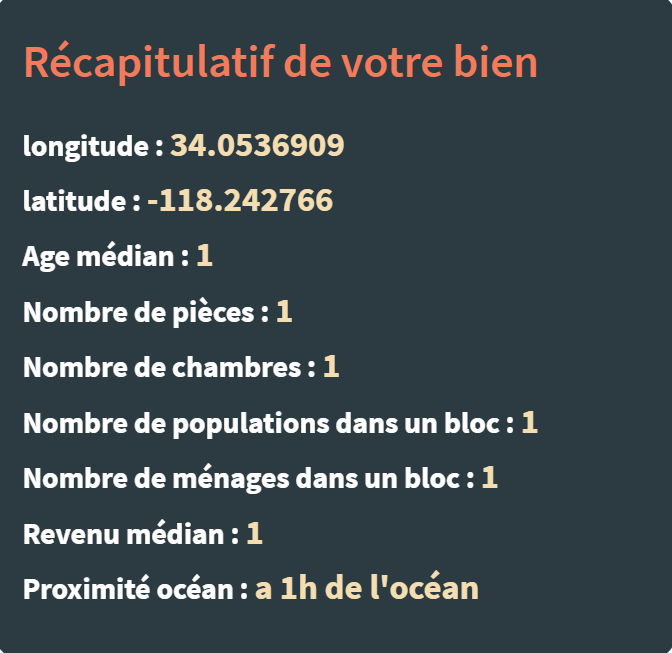 Récapitulatif de votre bien
longitude : 34.0536909
latitude : -118.242766
Age médian : 1
Nombre de pièces : 1
Nombre de chambres : 1
Nombre de populations dans un bloc : 1
Nombre de ménages dans un bloc : 1
Revenu médian : 1
Proximité océan : a 1h de l'océan